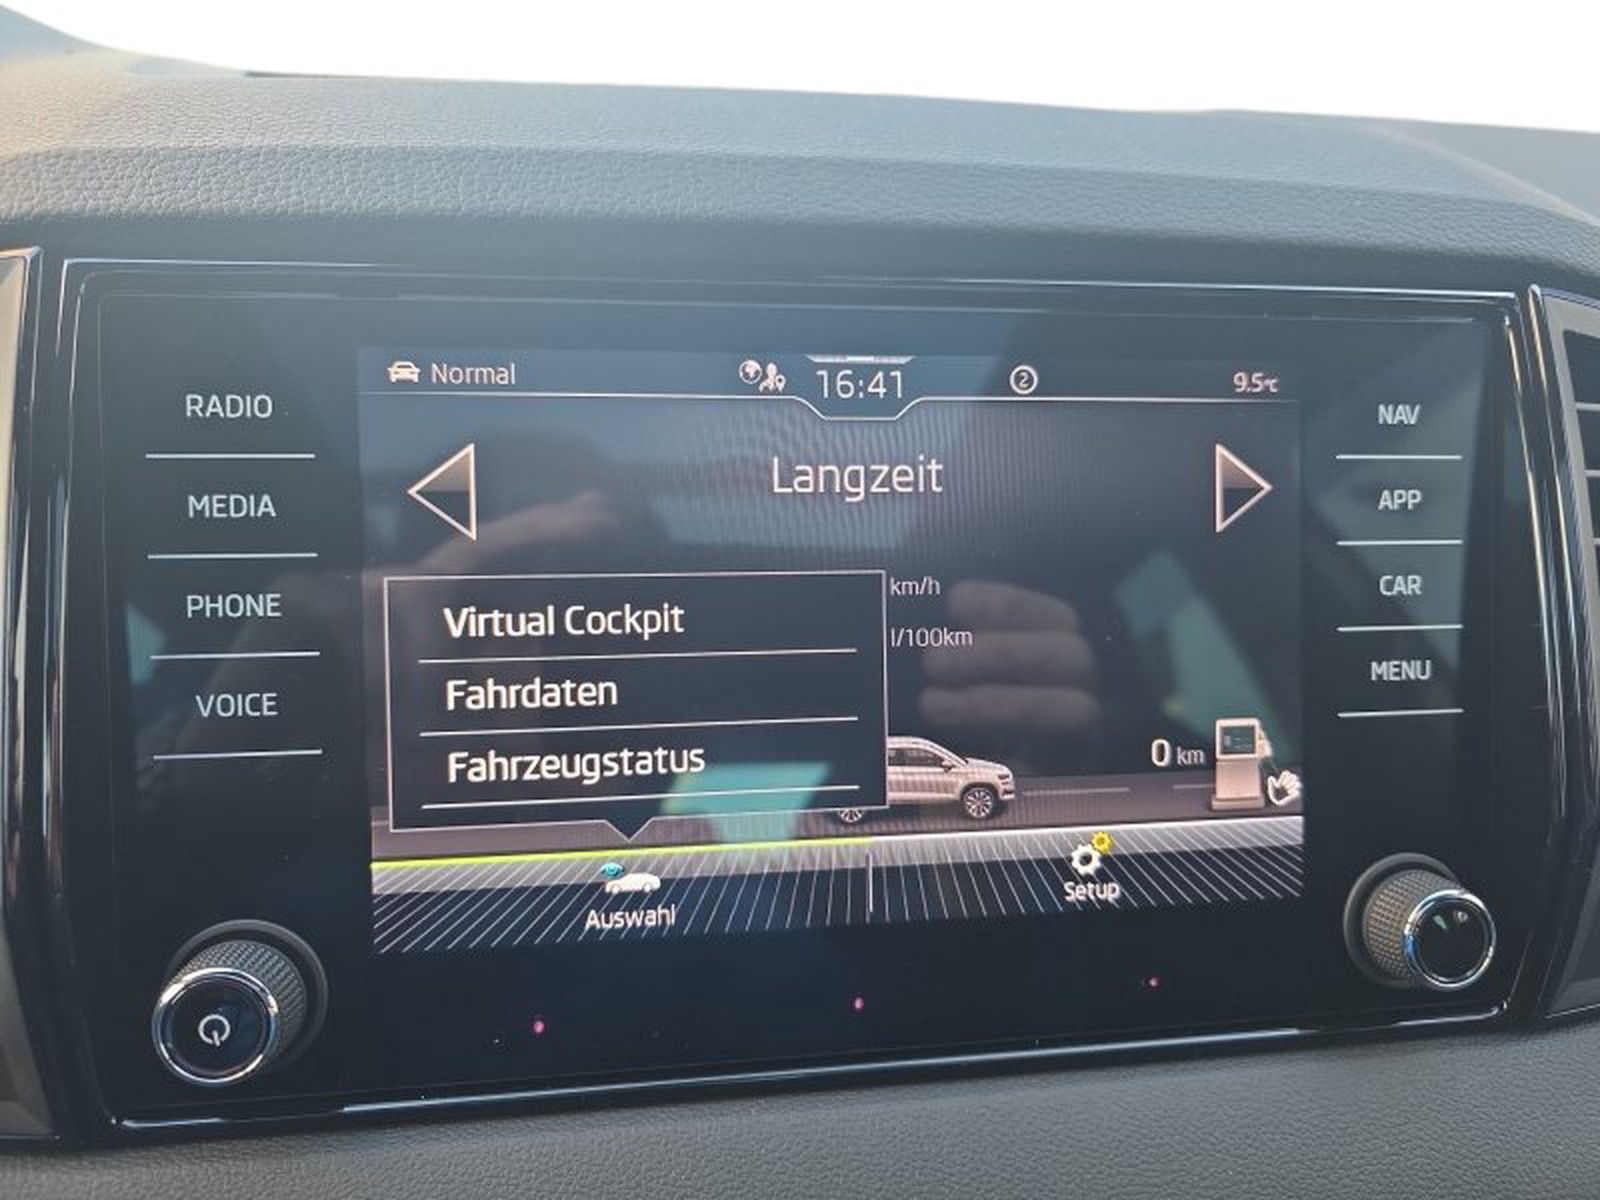 Normal
16:41
2
9.5°C
RADIO
MEDIA
PHONE
VOICE
Langzeit
km/h
l/100km
Virtual Cockpit
Fahrdaten
Fahrzeugstatus
0 km
Auswahl
Setup
NAV
APP
CAR
MENU